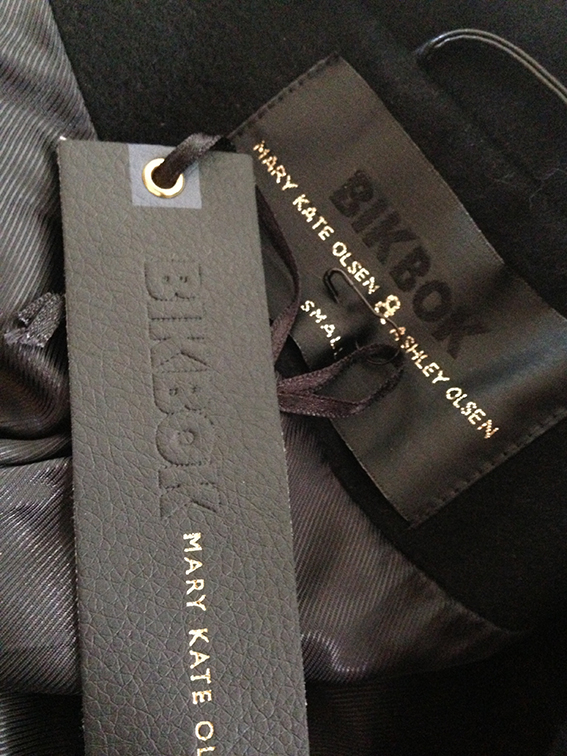 BIKBOK
MARY KATE OL
BIKBOK
MARY KATE OLSEN & ASHLEY OLSEN
SMAL